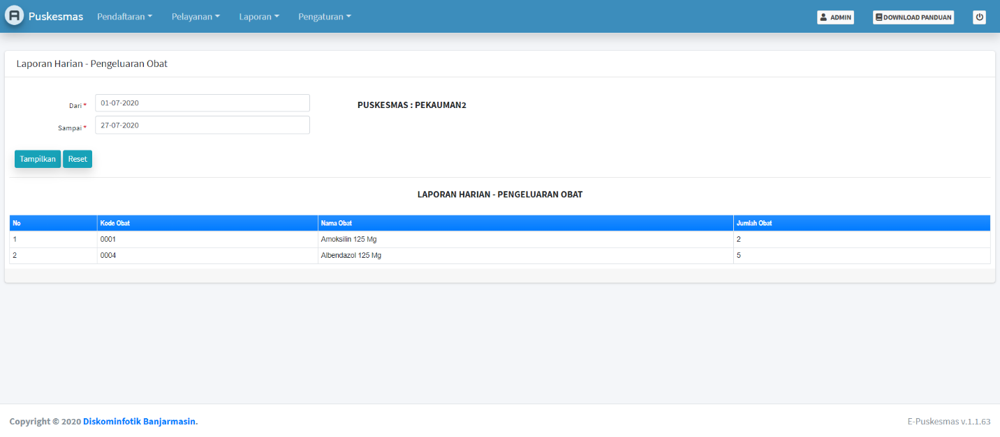 Puskesmas Pendaftaran Pelayanan Laporan Pengaturan ADMIN DOWNLOAD PANDUAN
Laporan Harian - Pengeluaran Obat
Dari * 01-07-2020 PUSKESMAS : PEKAUMAN2
Sampai * 27-07-2020
Tampilkan Reset
LAPORAN HARIAN - PENGELUARAN OBAT
No Kode Obat Nama Obat Jumlah Obat
1 0001 Amoksilin 125 Mg 2
2 0004 Albendazol 125 Mg 5
Copyright © 2020 Diskominfotik Banjarmasin. E-Puskesmas v.1.1.63